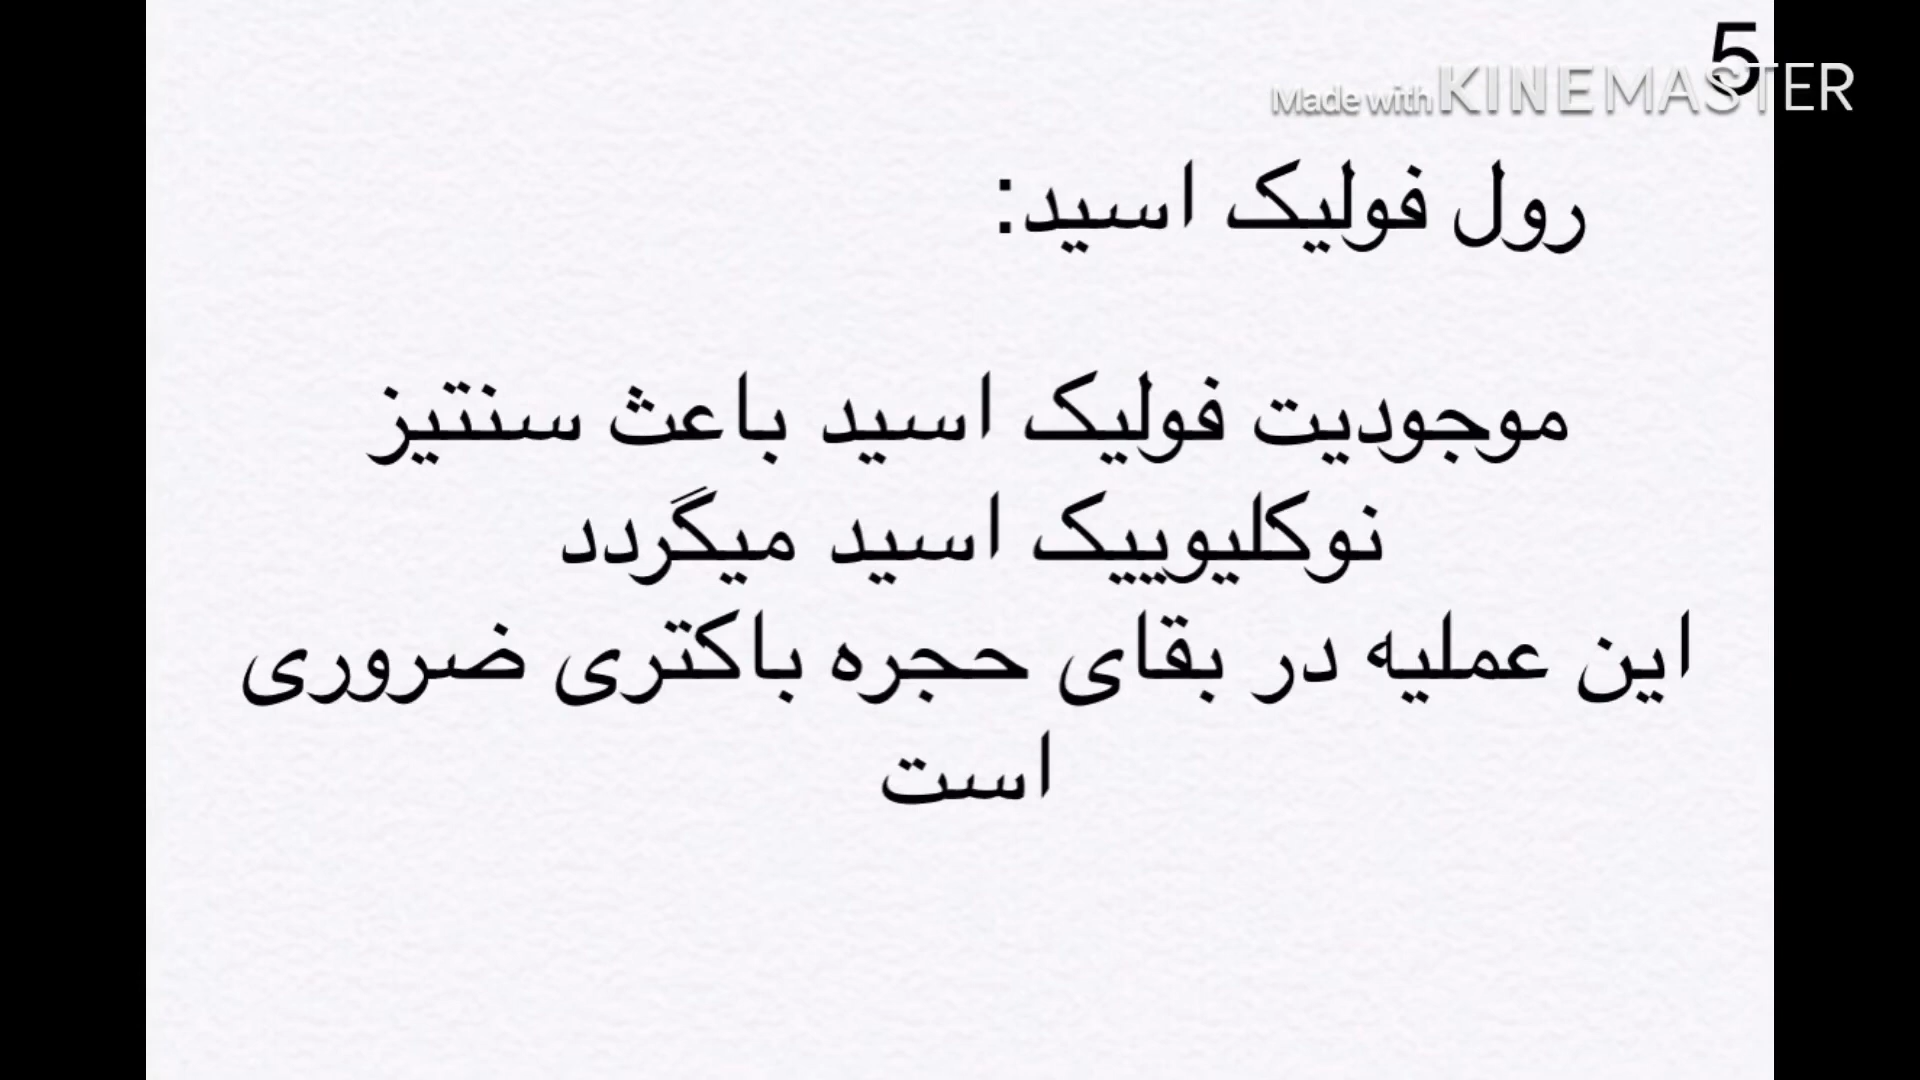 5
Made with KINEMASTER
رول فولیک اسید:
موجودیت فولیک اسید باعث سنتیز
نوکلیوییک اسید میگردد
این عملیه در بقای حجره باکتری ضروری
است